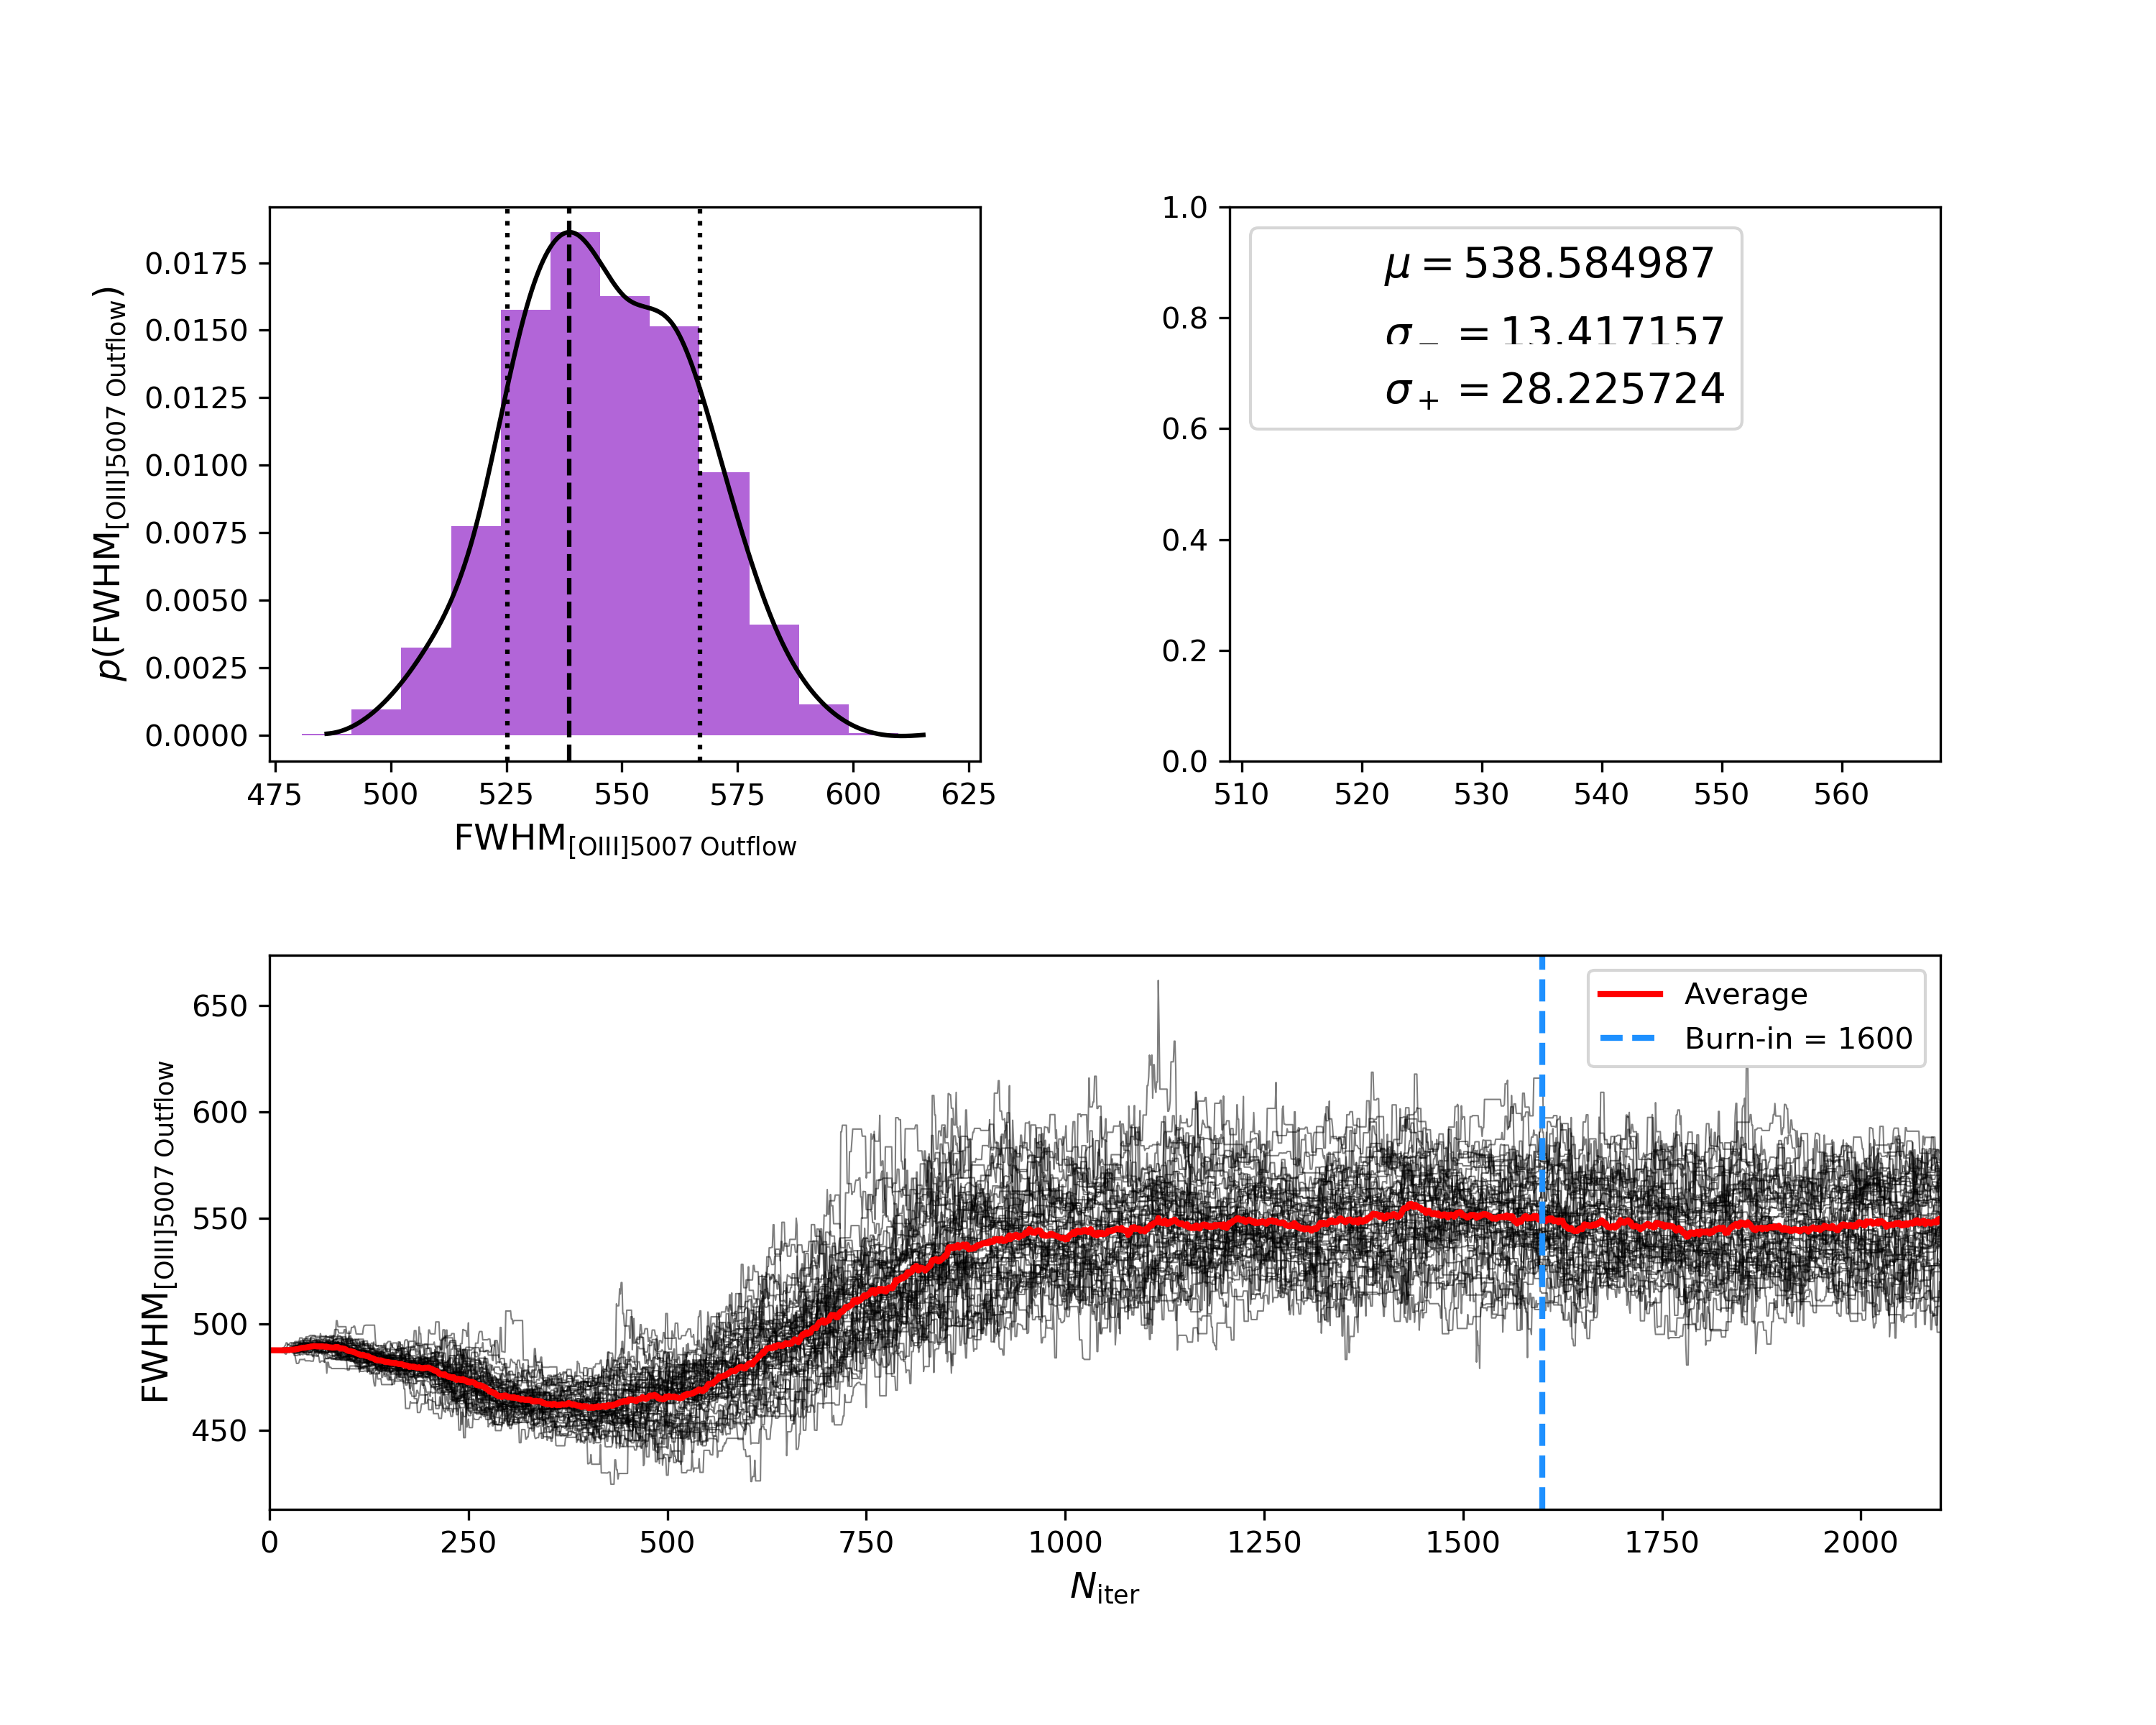 0.0175
0.0150
0.0125
0.0100
0.0075
0.0050
0.0025
0.0000
p(FWHM[OIII]5007 Outflow)
475 500 525 550 575 600 625
FWHM[OIII]5007 Outflow
1.0
0.8
0.6
0.4
0.2
0.0
μ = 538.584987
σ− = 13.417157
σ+ = 28.225724
510 520 530 540 550 560
650
600
550
500
450
FWHM[OIII]5007 Outflow
Average
Burn-in = 1600
0 250 500 750 1000 1250 1500 1750 2000
Niter